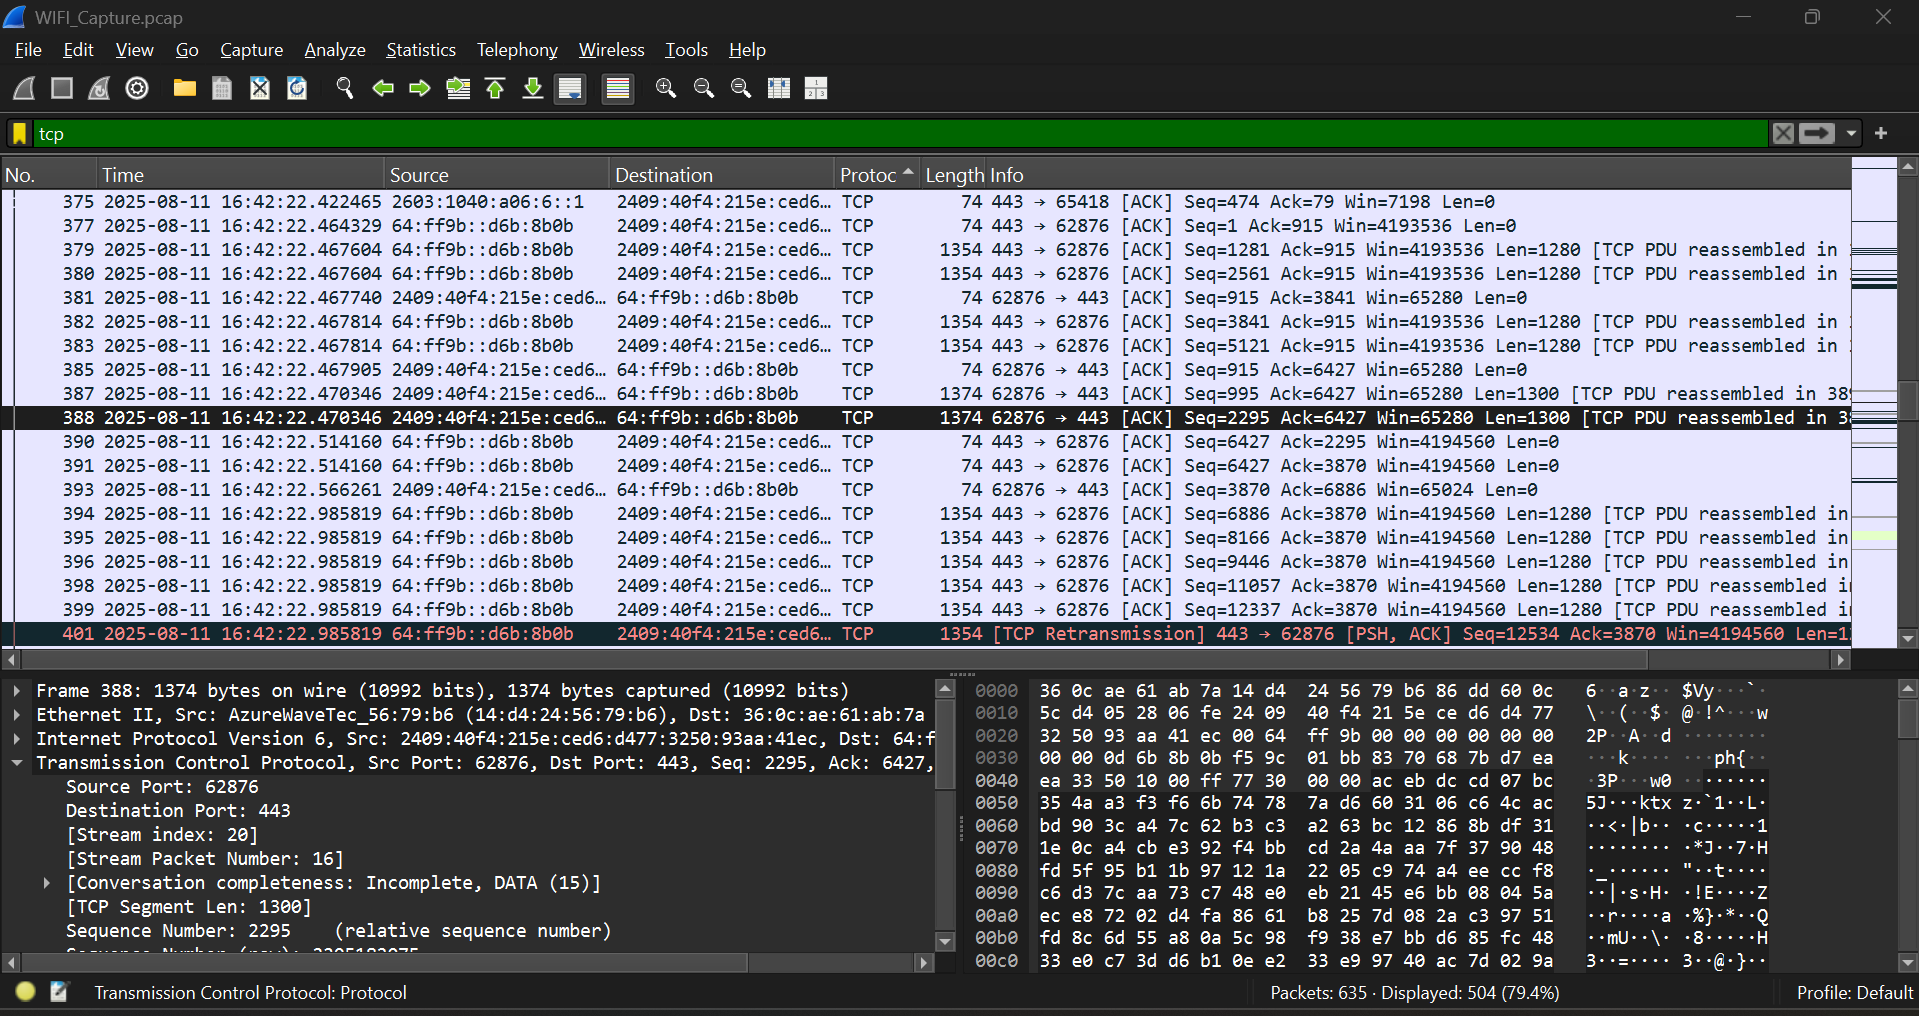 WIFI_Capture.pcap
File Edit View Go Capture Analyze Statistics Telephony Wireless Tools Help
tcp
No. Time Source Destination Protoc Length Info
375 2025-08-11 16:42:22.422465 2603:1040:a06:6::1 2409:40f4:215e:ced6… TCP 74 443 → 65418 [ACK] Seq=474 Ack=79 Win=7198 Len=0
377 2025-08-11 16:42:22.464329 64:ff9b::d6b:8b0b 2409:40f4:215e:ced6… TCP 74 443 → 62876 [ACK] Seq=1 Ack=915 Win=4193536 Len=0
379 2025-08-11 16:42:22.467604 64:ff9b::d6b:8b0b 2409:40f4:215e:ced6… TCP 1354 443 → 62876 [ACK] Seq=1281 Ack=915 Win=4193536 Len=1280 [TCP PDU reassembled in
380 2025-08-11 16:42:22.467604 64:ff9b::d6b:8b0b 2409:40f4:215e:ced6… TCP 1354 443 → 62876 [ACK] Seq=2561 Ack=915 Win=4193536 Len=1280 [TCP PDU reassembled in
381 2025-08-11 16:42:22.467740 2409:40f4:215e:ced6… 64:ff9b::d6b:8b0b TCP 74 62876 → 443 [ACK] Seq=915 Ack=3841 Win=65280 Len=0
382 2025-08-11 16:42:22.467814 64:ff9b::d6b:8b0b 2409:40f4:215e:ced6… TCP 1354 443 → 62876 [ACK] Seq=3841 Ack=915 Win=4193536 Len=1280 [TCP PDU reassembled in
383 2025-08-11 16:42:22.467814 64:ff9b::d6b:8b0b 2409:40f4:215e:ced6… TCP 1354 443 → 62876 [ACK] Seq=5121 Ack=915 Win=4193536 Len=1280 [TCP PDU reassembled in
385 2025-08-11 16:42:22.467905 2409:40f4:215e:ced6… 64:ff9b::d6b:8b0b TCP 74 62876 → 443 [ACK] Seq=915 Ack=6427 Win=65280 Len=0
387 2025-08-11 16:42:22.470346 2409:40f4:215e:ced6… 64:ff9b::d6b:8b0b TCP 1374 62876 → 443 [ACK] Seq=995 Ack=6427 Win=65280 Len=1300 [TCP PDU reassembled in
388 2025-08-11 16:42:22.470346 2409:40f4:215e:ced6… 64:ff9b::d6b:8b0b TCP 1374 62876 → 443 [ACK] Seq=2295 Ack=6427 Win=65280 Len=1300 [TCP PDU reassembled in
390 2025-08-11 16:42:22.514160 64:ff9b::d6b:8b0b 2409:40f4:215e:ced6… TCP 74 443 → 62876 [ACK] Seq=6427 Ack=2295 Win=4194560 Len=0
391 2025-08-11 16:42:22.514160 64:ff9b::d6b:8b0b 2409:40f4:215e:ced6… TCP 74 443 → 62876 [ACK] Seq=6427 Ack=3870 Win=4194560 Len=0
393 2025-08-11 16:42:22.566261 2409:40f4:215e:ced6… 64:ff9b::d6b:8b0b TCP 74 62876 → 443 [ACK] Seq=3870 Ack=6886 Win=65024 Len=0
394 2025-08-11 16:42:22.985819 64:ff9b::d6b:8b0b 2409:40f4:215e:ced6… TCP 1354 443 → 62876 [ACK] Seq=6886 Ack=3870 Win=4194560 Len=1280 [TCP PDU reassembled in
395 2025-08-11 16:42:22.985819 64:ff9b::d6b:8b0b 2409:40f4:215e:ced6… TCP 1354 443 → 62876 [ACK] Seq=8166 Ack=3870 Win=4194560 Len=1280 [TCP PDU reassembled in
396 2025-08-11 16:42:22.985819 64:ff9b::d6b:8b0b 2409:40f4:215e:ced6… TCP 1354 443 → 62876 [ACK] Seq=9446 Ack=3870 Win=4194560 Len=1280 [TCP PDU reassembled in
398 2025-08-11 16:42:22.985819 64:ff9b::d6b:8b0b 2409:40f4:215e:ced6… TCP 1354 443 → 62876 [ACK] Seq=11057 Ack=3870 Win=4194560 Len=1280 [TCP PDU reassembled
399 2025-08-11 16:42:22.985819 64:ff9b::d6b:8b0b 2409:40f4:215e:ced6… TCP 1354 443 → 62876 [ACK] Seq=12337 Ack=3870 Win=4194560 Len=1280 [TCP PDU reassembled
401 2025-08-11 16:42:22.985819 64:ff9b::d6b:8b0b 2409:40f4:215e:ced6… TCP 1354 [TCP Retransmission] 443 → 62876 [PSH, ACK] Seq=12534 Ack=3870 Win=4194560
Frame 388: 1374 bytes on wire (10992 bits), 1374 bytes captured (10992 bits)
Ethernet II, Src: AzureWaveTec_56:79:b6 (14:d4:24:56:79:b6), Dst: 36:0c:ae:61:ab:7a
Internet Protocol Version 6, Src: 2409:40f4:215e:ced6:d477:3250:93aa:41ec, Dst: 64:f
Transmission Control Protocol, Src Port: 62876, Dst Port: 443, Seq: 2295, Ack: 6427,
Source Port: 62876
Destination Port: 443
[Stream index: 20]
[Stream Packet Number: 16]
[Conversation completeness: Incomplete, DATA (15)]
[TCP Segment Len: 1300]
Sequence Number: 2295 (relative sequence number)
0000 36 0c ae 61 ab 7a 14 d4 24 56 79 b6 86 dd 60 0c 6··a·z·· $Vy···`·
0010 5c d4 05 28 06 fe 24 09 40 f4 21 5e ce d6 d4 77 \··(··$· @·!^···w
0020 32 50 93 aa 41 ec 00 64 ff 9b 00 00 00 00 00 00 2P··A··d ········
0030 00 00 0d 6b 8b 0b f5 9c 01 bb 83 70 68 7b d7 ea ···k···· ···ph{··
0040 ea 33 50 10 00 ff 77 30 00 00 ac eb dc cd 07 bc ·3P···w0 ········
0050 35 4a a3 f3 f6 6b 74 78 7a d6 60 31 06 c6 4c ac 5J···ktx z·`1··L·
0060 bd 90 3c a4 7c 62 b3 c3 a2 63 bc 12 86 8b df 31 ··<·|b·· ·c·····1
0070 1e 0c a4 cb e3 92 f4 bb cd 2a 4a aa 7f 37 90 48 ········ ·*J··7·H
0080 fd 5f 95 b1 1b 97 12 1a 22 05 c9 74 a4 ee cc f8 ·_······ "··t····
0090 c6 d3 7c aa 73 c7 48 e0 eb 21 45 e6 bb 08 04 5a ··|·s·H· ·!E····Z
00a0 ec e8 72 02 d4 fa 86 61 b8 25 7d 08 2a c3 97 51 ··r····a ·%}·*··Q
00b0 fd 8c 6d 55 a8 0a 5c 98 f9 38 e7 bb d6 85 fc 48 ··mU··\· ·8·····H
00c0 33 e0 c7 3d d6 b1 0e e2 33 e9 97 40 ac 7d 02 9a 3··=···· 3··@·}··
Transmission Control Protocol: Protocol
Packets: 635 · Displayed: 504 (79.4%)
Profile: Default